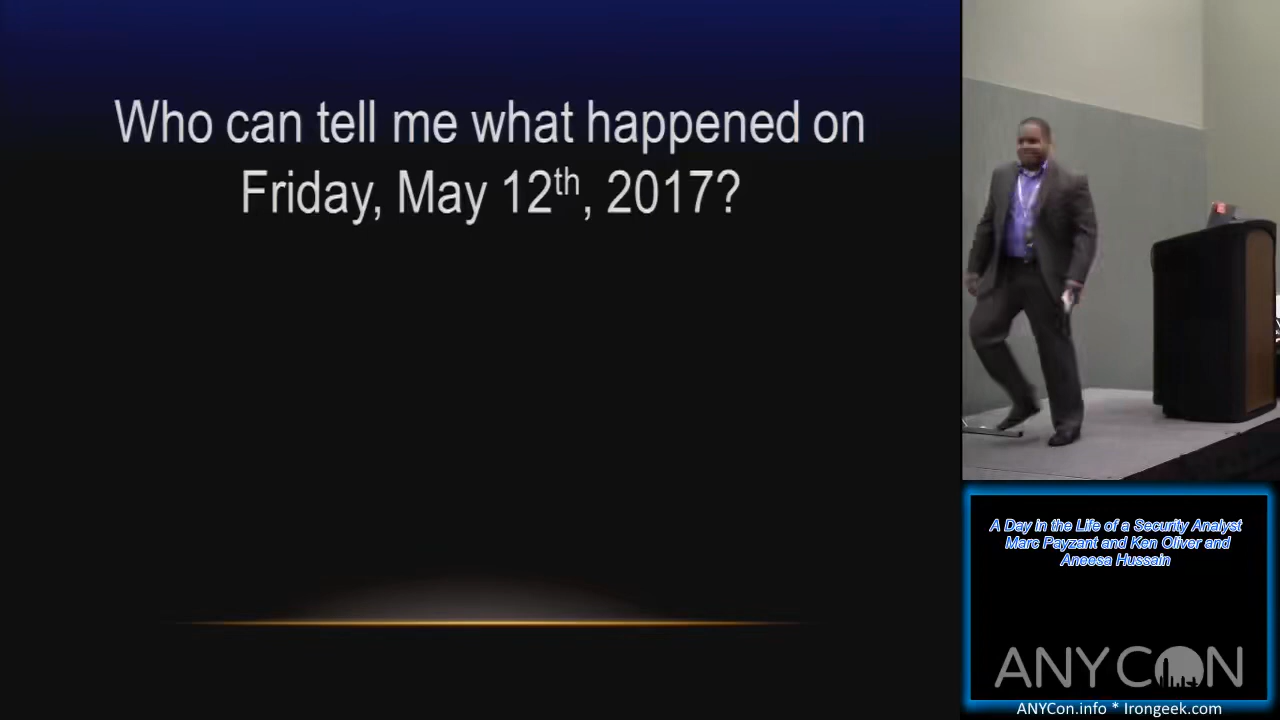 Who can tell me what happened on
Friday, May 12th, 2017?
A Day in the Life of a Security Analyst
Marc Payzant and Ken Oliver and
Aneesa Hussain
ANYCON
ANYCon.info * Irongeek.com